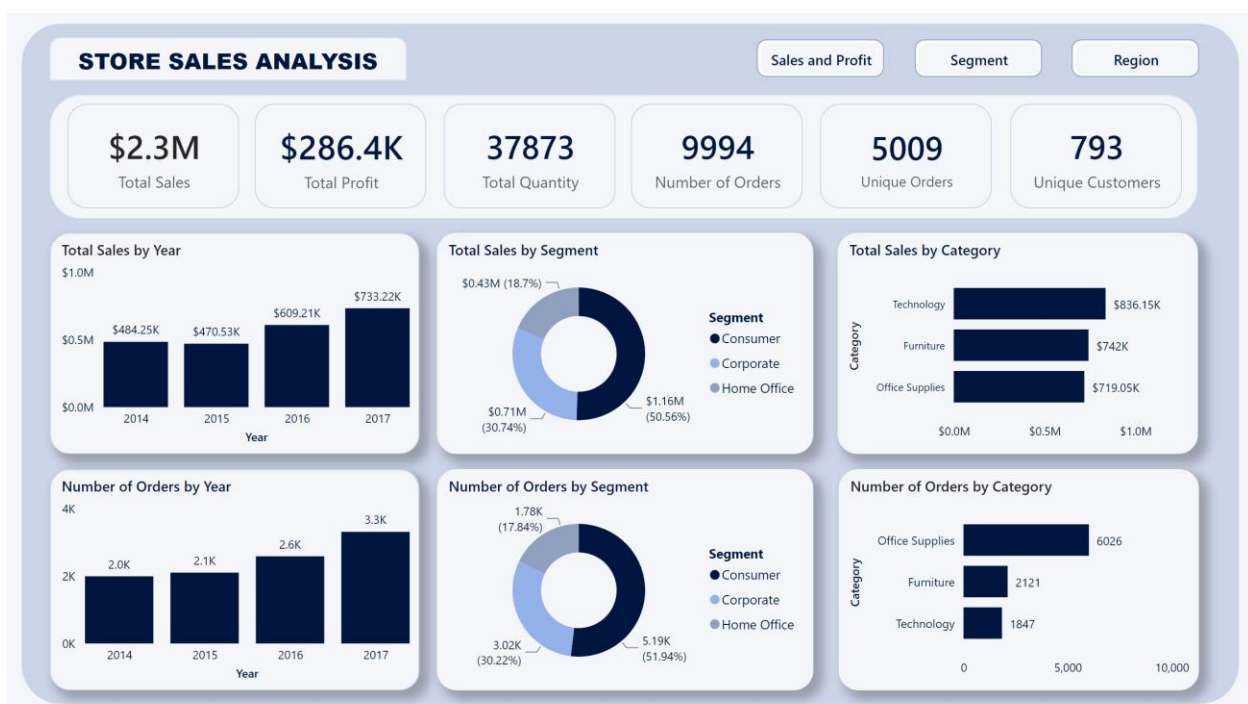 STORE SALES ANALYSIS
Sales and Profit
Segment
Region
$2.3M
Total Sales
$286.4K
Total Profit
37873
Total Quantity
9994
Number of Orders
5009
Unique Orders
793
Unique Customers
Total Sales by Year
$1.0M
$0.5M
$0.0M
$484.25K
$470.53K
$609.21K
$733.22K
2014
2015
2016
2017
Year
Total Sales by Segment
$0.43M (18.7%)
$0.71M
(30.74%)
$1.16M
(50.56%)
Segment
Consumer
Corporate
Home Office
Total Sales by Category
Category
Technology
$836.15K
Furniture
$742K
Office Supplies
$719.05K
$0.0M
$0.5M
$1.0M
Number of Orders by Year
4K
2K
0K
2.0K
2.1K
2.6K
3.3K
2014
2015
2016
2017
Year
Number of Orders by Segment
1.78K
(17.84%)
3.02K
(30.22%)
5.19K
(51.94%)
Segment
Consumer
Corporate
Home Office
Number of Orders by Category
Category
Office Supplies
6026
Furniture
2121
Technology
1847
0
5,000
10,000